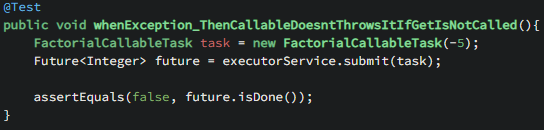 @Test
public void whenException_ThenCallableDoesntThrowsItIfGetIsNotCalled(){
FactorialCallableTask task = new FactorialCallableTask(-5);
Future<Integer> future = executorService.submit(task);
assertEquals(false, future.isDone());
}